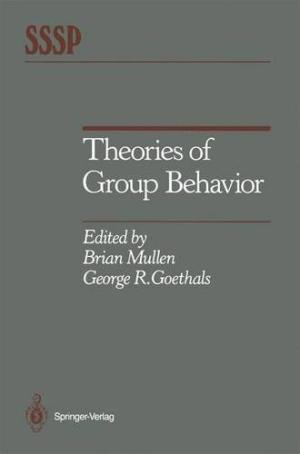 SSSP
Theories of
Group Behavior
Edited by
Brian Mullen
George R. Goethals
Springer-Verlag